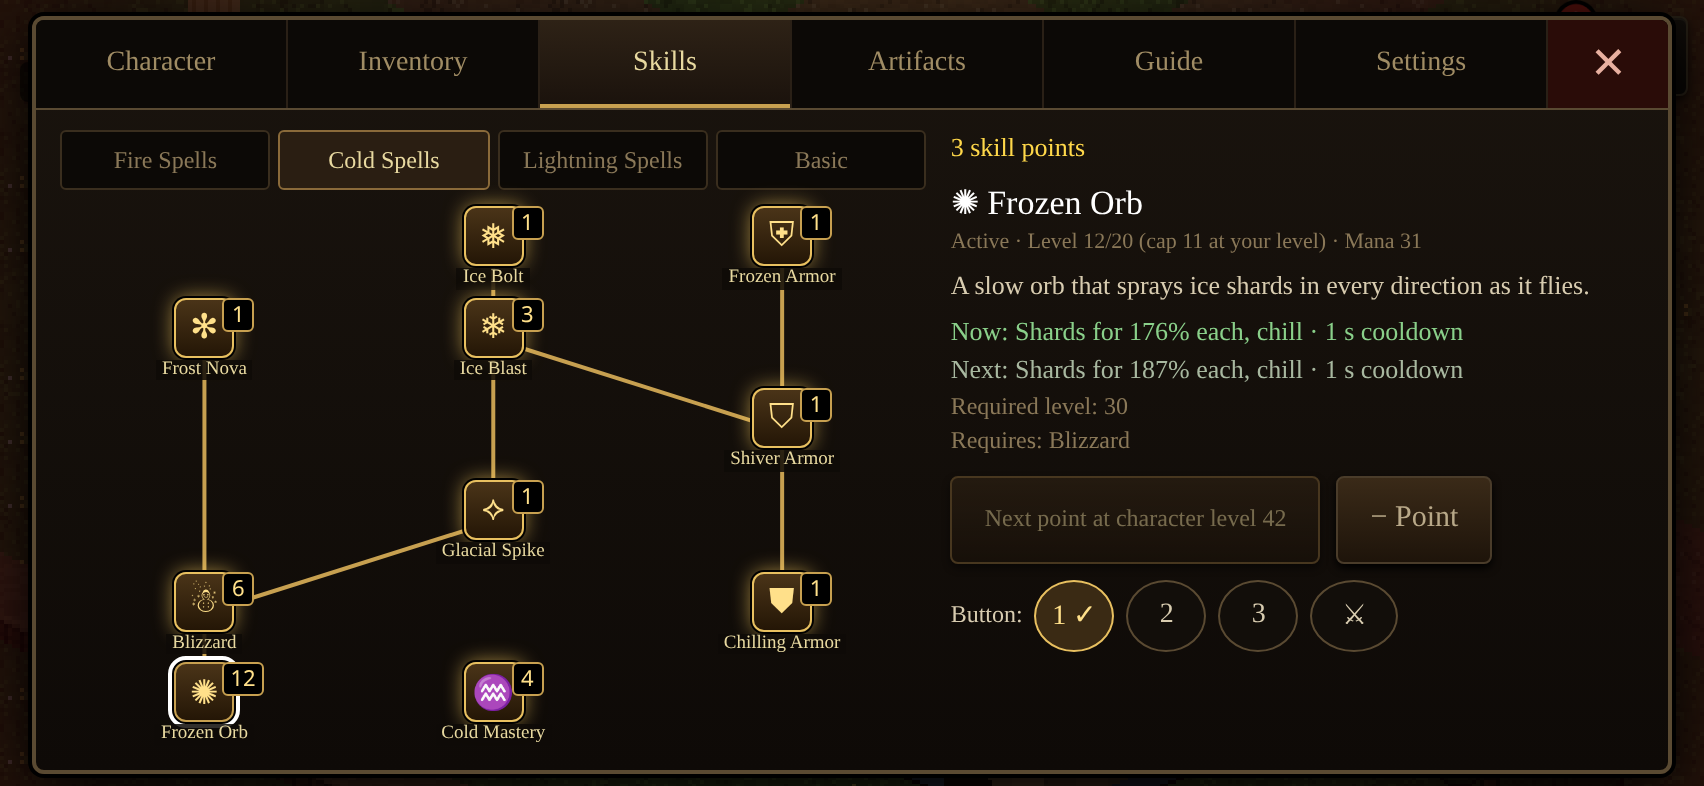 Character
Inventory
Skills
Artifacts
Guide
Settings
✕
Fire Spells
Cold Spells
Lightning Spells
Basic
1
Ice Bolt
1
Frozen Armor
1
Frost Nova
3
Ice Blast
1
Shiver Armor
1
Glacial Spike
6
Blizzard
1
Chilling Armor
12
Frozen Orb
4
Cold Mastery
3 skill points
Frozen Orb
Active · Level 12/20 (cap 11 at your level) · Mana 31
A slow orb that sprays ice shards in every direction as it flies.
Now: Shards for 176% each, chill · 1 s cooldown
Next: Shards for 187% each, chill · 1 s cooldown
Required level: 30
Requires: Blizzard
Next point at character level 42
− Point
Button:
1 ✓
2
3